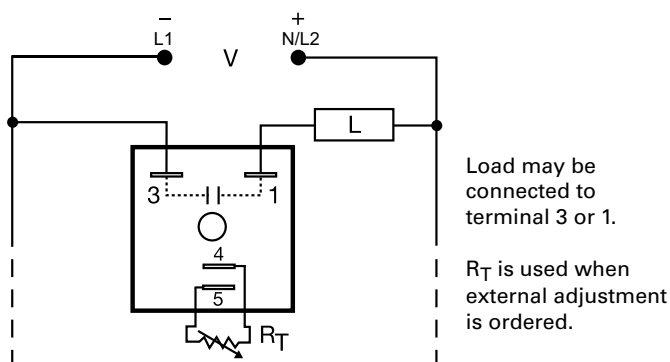 – +
L1 N/L2
V
L
3 1
4
5
RT
Load may be
connected to
terminal 3 or 1.
RT is used when
external adjustment
is ordered.